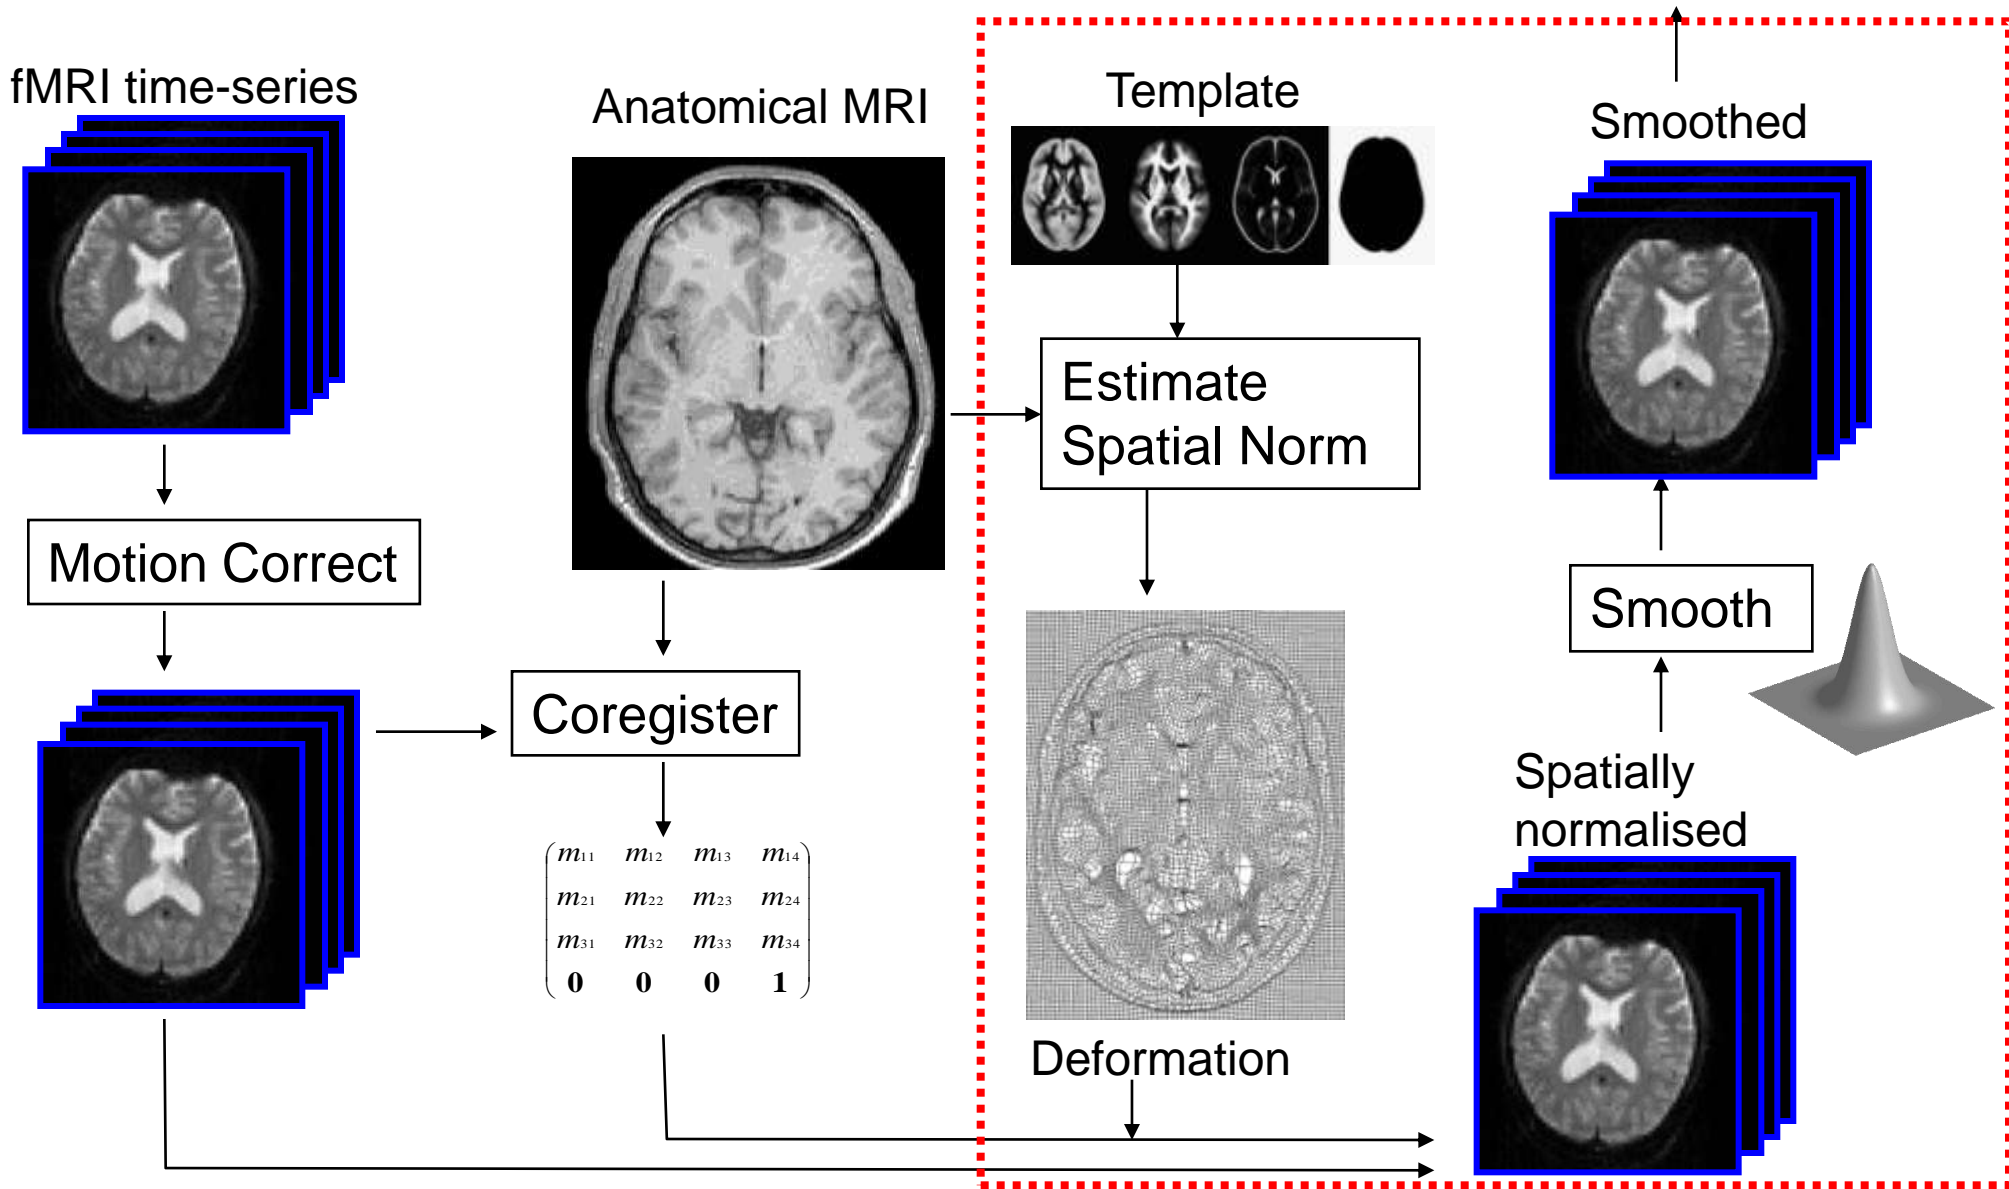 fMRI time-series
Anatomical MRI
Template
Smoothed
Estimate
Spatial Norm
Motion Correct
Smooth
Coregister
Spatially
normalised
m11 m12 m13 m14
m21 m22 m23 m24
m31 m32 m33 m34
0 0 0 1
Deformation